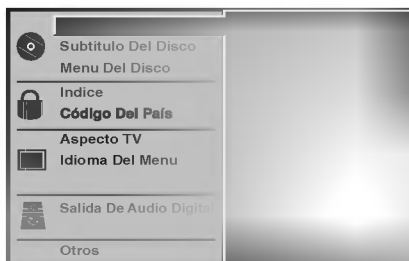 Subtitulo Del Disco
Menu Del Disco
Indice
Código Del País
Aspecto TV
Idioma Del Menu
Salida De Audio Digital
Otros